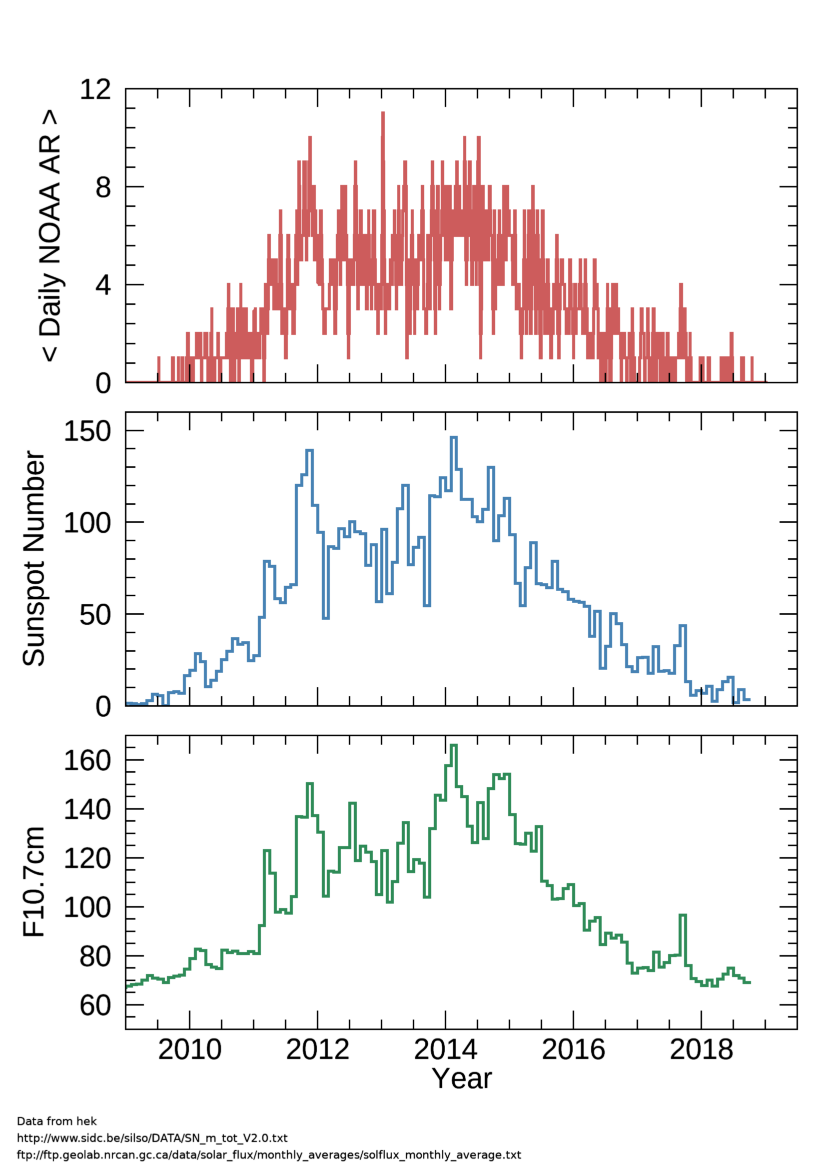 12
8
4
0
< Daily NOAA AR >
150
100
50
0
Sunspot Number
160
140
120
100
80
60
F10.7cm
2010 2012 2014 2016 2018
Year
Data from hek
http://www.sidc.be/silso/DATA/SN_m_tot_V2.0.txt
ftp://ftp.geolab.nrcan.gc.ca/data/solar_flux/monthly_averages/solflux_monthly_average.txt